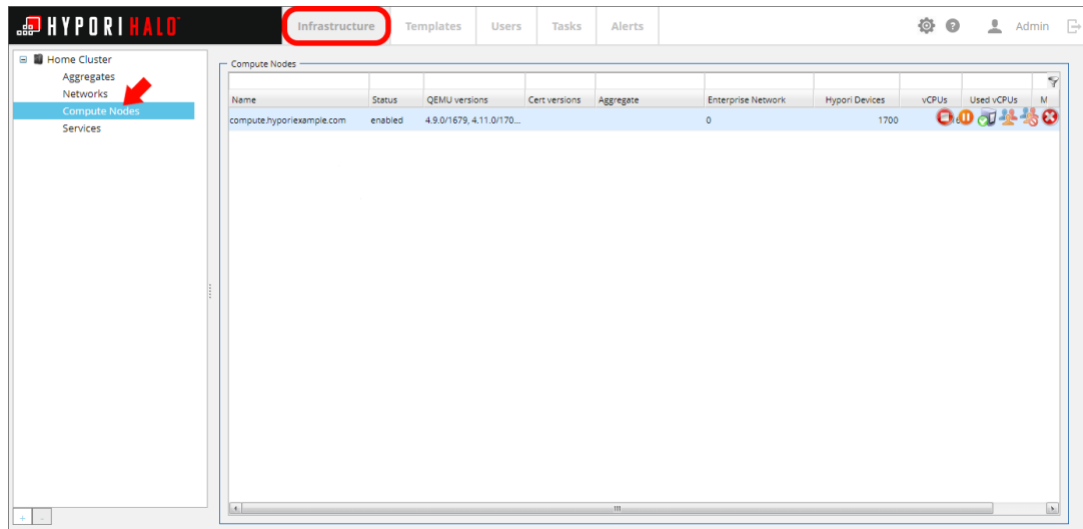 HYPORI HALO
Infrastructure Templates Users Tasks Alerts
Admin
Home Cluster
Aggregates
Networks
Compute Nodes
Services
Compute Nodes
Name Status QEMU versions Cert versions Aggregate Enterprise Network Hypori Devices vCPUs Used vCPUs M
compute.hyporiexample.com enabled 4.9.0/1679, 4.11.0/170... 0 1700